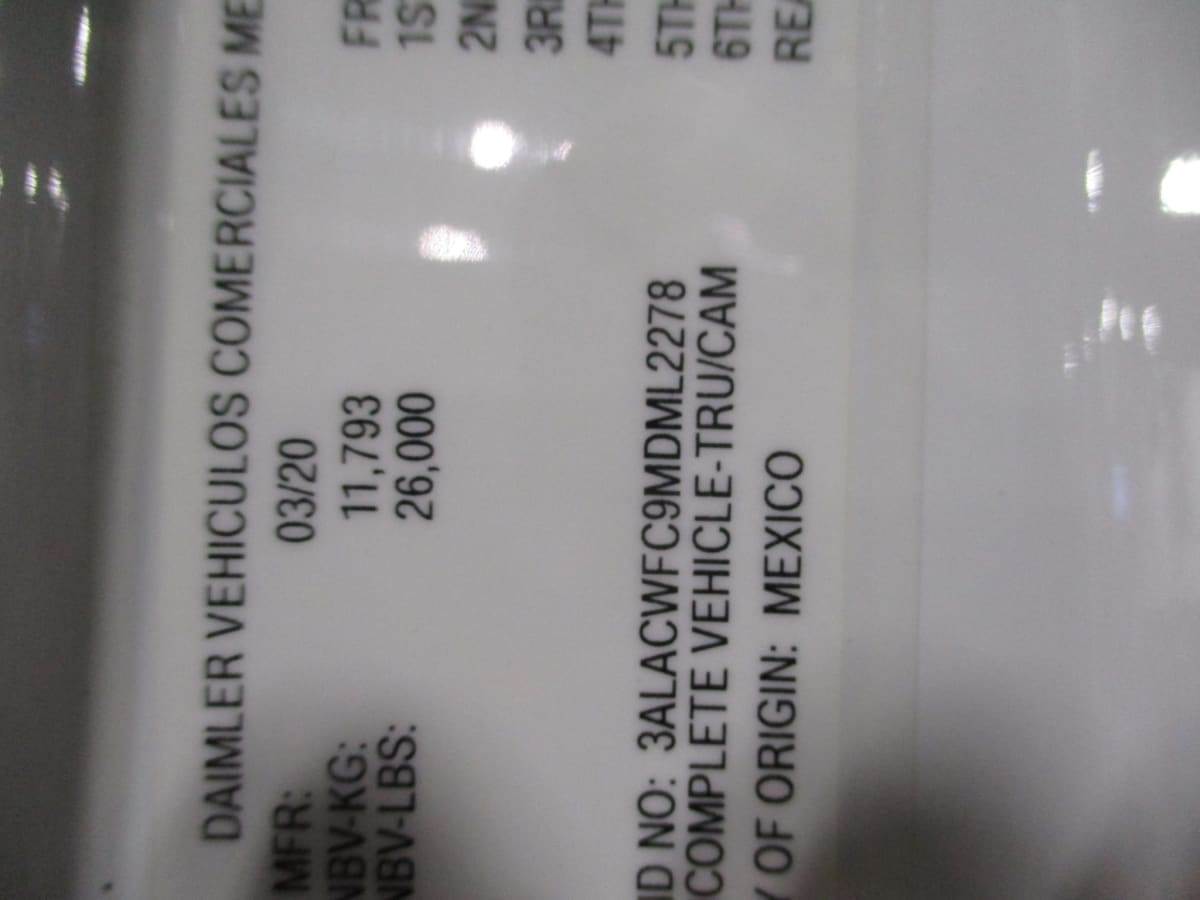 DAIMLER VEHICULOS COMERCIALES ME
MFR: 03/20
NBV-KG: 11,793 FR
NBV-LBS: 26,000 1S
2N
3R
4TH
5TH
6TH
ID NO: 3ALACWFC9MDML2278
COMPLETE VEHICLE-TRU/CAM
Y OF ORIGIN: MEXICO REA